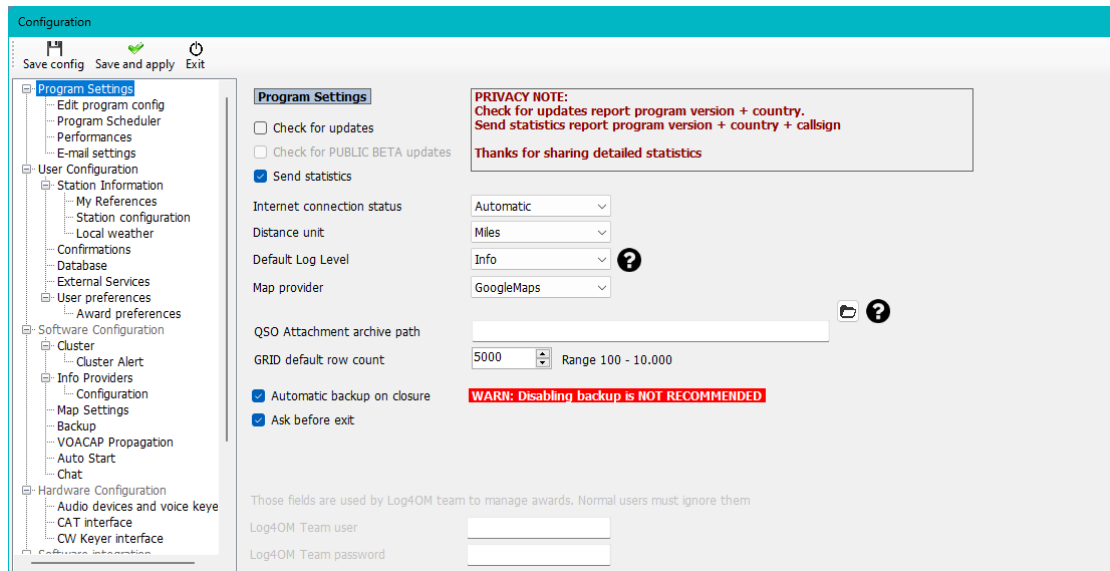 Configuration
Save config Save and apply Exit
Program Settings
Edit program config
Program Scheduler
Performances
E-mail settings
User Configuration
Station Information
My References
Station configuration
Local weather
Confirmations
Database
External Services
User preferences
Award preferences
Software Configuration
Cluster
Cluster Alert
Info Providers
Configuration
Map Settings
Backup
VOACAP Propagation
Auto Start
Chat
Hardware Configuration
Audio devices and voice keye
CAT interface
CW Keyer interface
Software integration
Program Settings
Check for updates
Check for PUBLIC BETA updates
Send statistics
PRIVACY NOTE:
Check for updates report program version + country.
Send statistics report program version + country + callsign
Thanks for sharing detailed statistics
Internet connection status Automatic
Distance unit Miles
Default Log Level Info ?
Map provider GoogleMaps
?
QSO Attachment archive path
GRID default row count 5000 Range 100 - 10.000
Automatic backup on closure WARN: Disabling backup is NOT RECOMMENDED
Ask before exit
Those fields are used by Log4OM team to manage awards. Normal users must ignore them
Log4OM Team user
Log4OM Team password